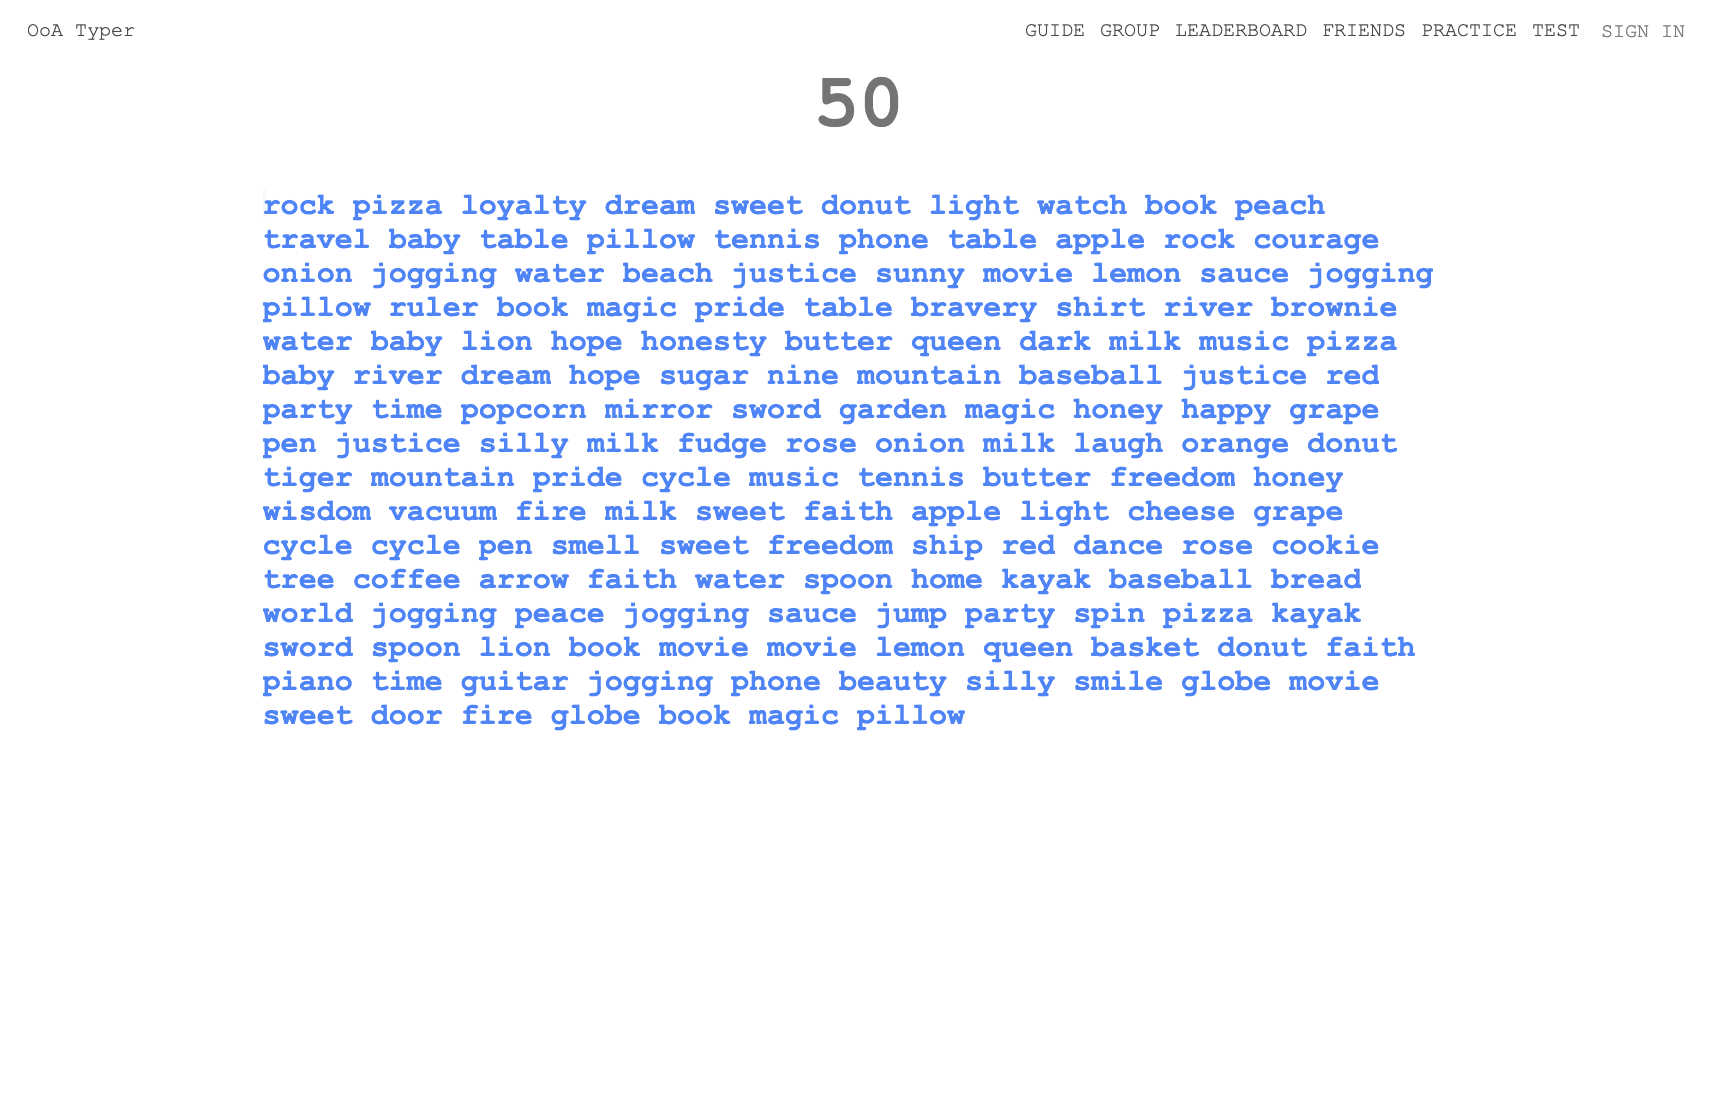 OoA Typer GUIDE GROUP LEADERBOARD FRIENDS PRACTICE TEST SIGN IN
50
rock pizza loyalty dream sweet donut light watch book peach
travel baby table pillow tennis phone table apple rock courage
onion jogging water beach justice sunny movie lemon sauce jogging
pillow ruler book magic pride table bravery shirt river brownie
water baby lion hope honesty butter queen dark milk music pizza
baby river dream hope sugar nine mountain baseball justice red
party time popcorn mirror sword garden magic honey happy grape
pen justice silly milk fudge rose onion milk laugh orange donut
tiger mountain pride cycle music tennis butter freedom honey
wisdom vacuum fire milk sweet faith apple light cheese grape
cycle cycle pen smell sweet freedom ship red dance rose cookie
tree coffee arrow faith water spoon home kayak baseball bread
world jogging peace jogging sauce jump party spin pizza kayak
sword spoon lion book movie movie lemon queen basket donut faith
piano time guitar jogging phone beauty silly smile globe movie
sweet door fire globe book magic pillow